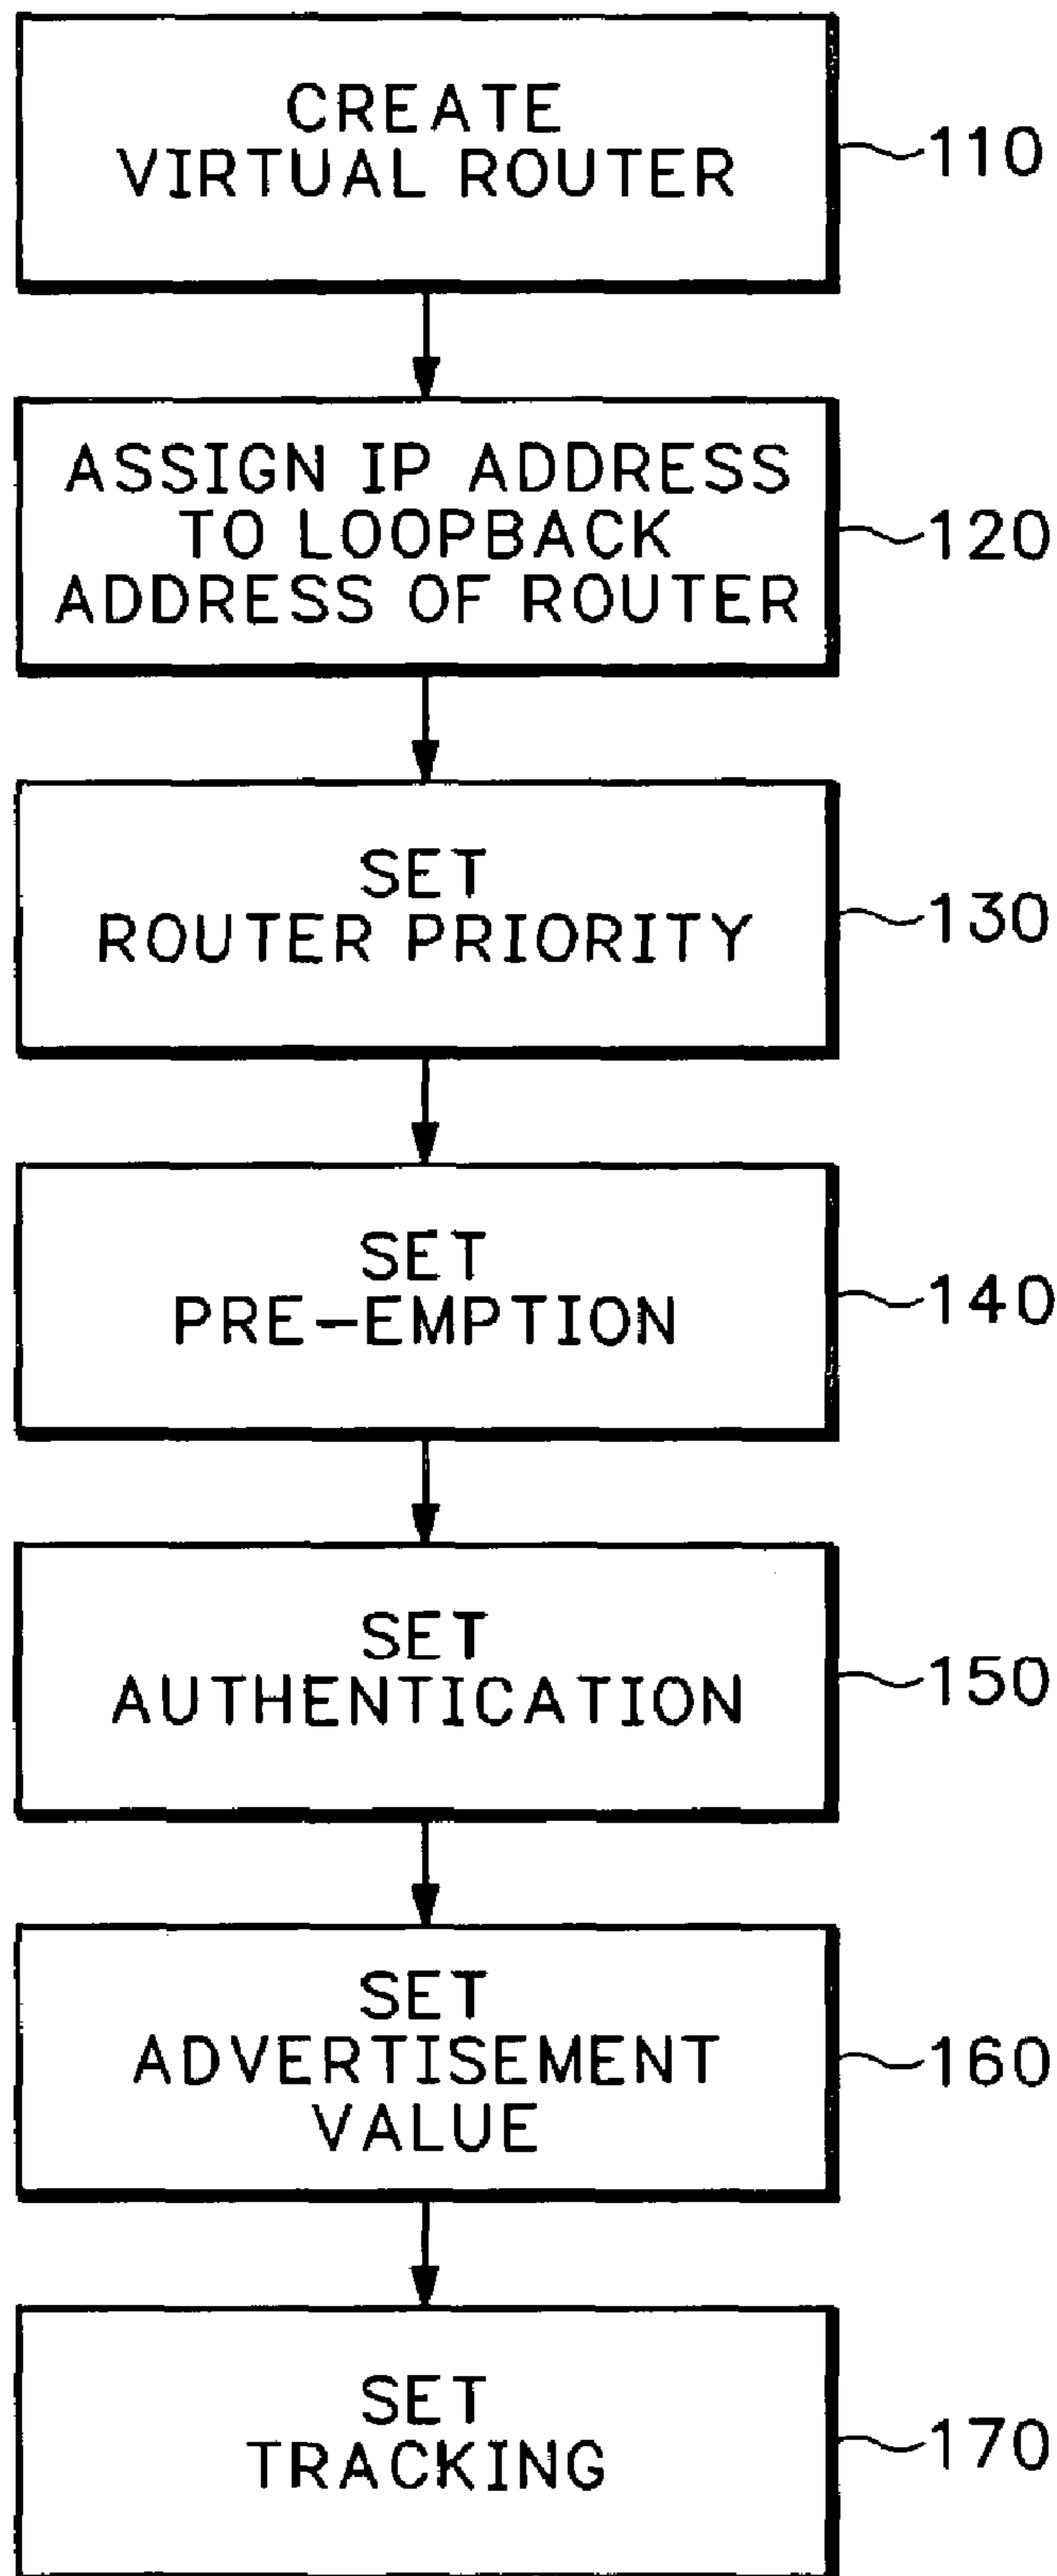 CREATE
VIRTUAL ROUTER
110
ASSIGN IP ADDRESS
TO LOOPBACK
ADDRESS OF ROUTER
120
SET
ROUTER PRIORITY
130
SET
PRE-EMPTION
140
SET
AUTHENTICATION
150
SET
ADVERTISEMENT
VALUE
160
SET
TRACKING
170